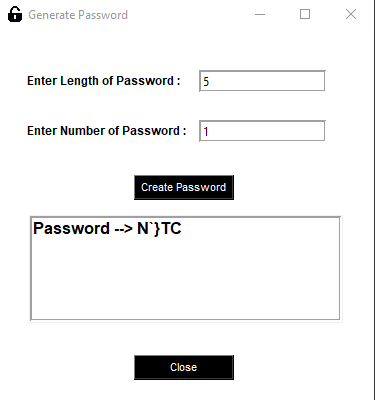 Generate Password
Enter Length of Password :
5
Enter Number of Password :
1
Create Password
Password --> N`}TC
Close